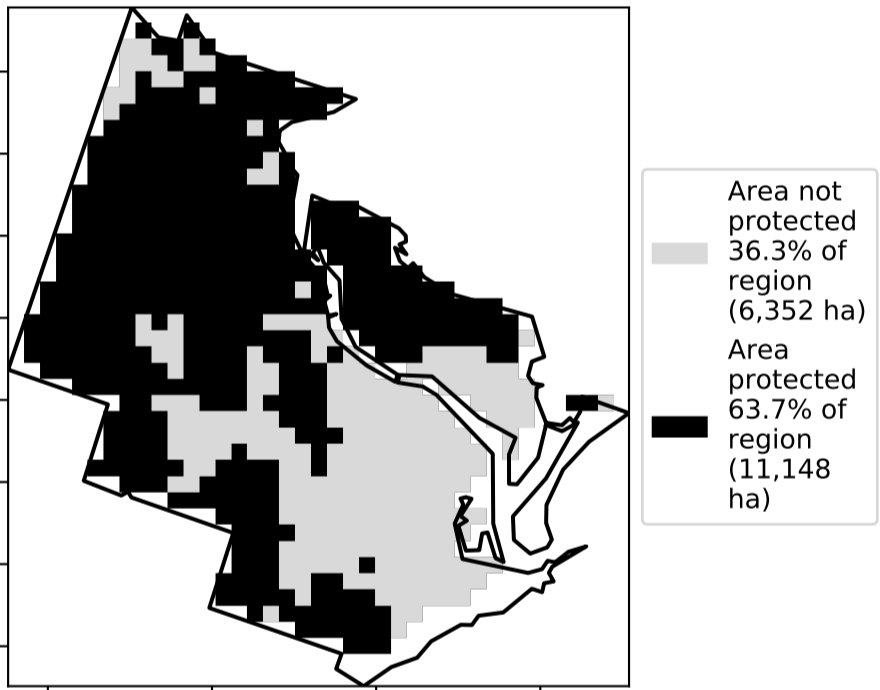 Area not
protected
36.3% of
region
(6,352 ha)
Area
protected
63.7% of
region
(11,148
ha)